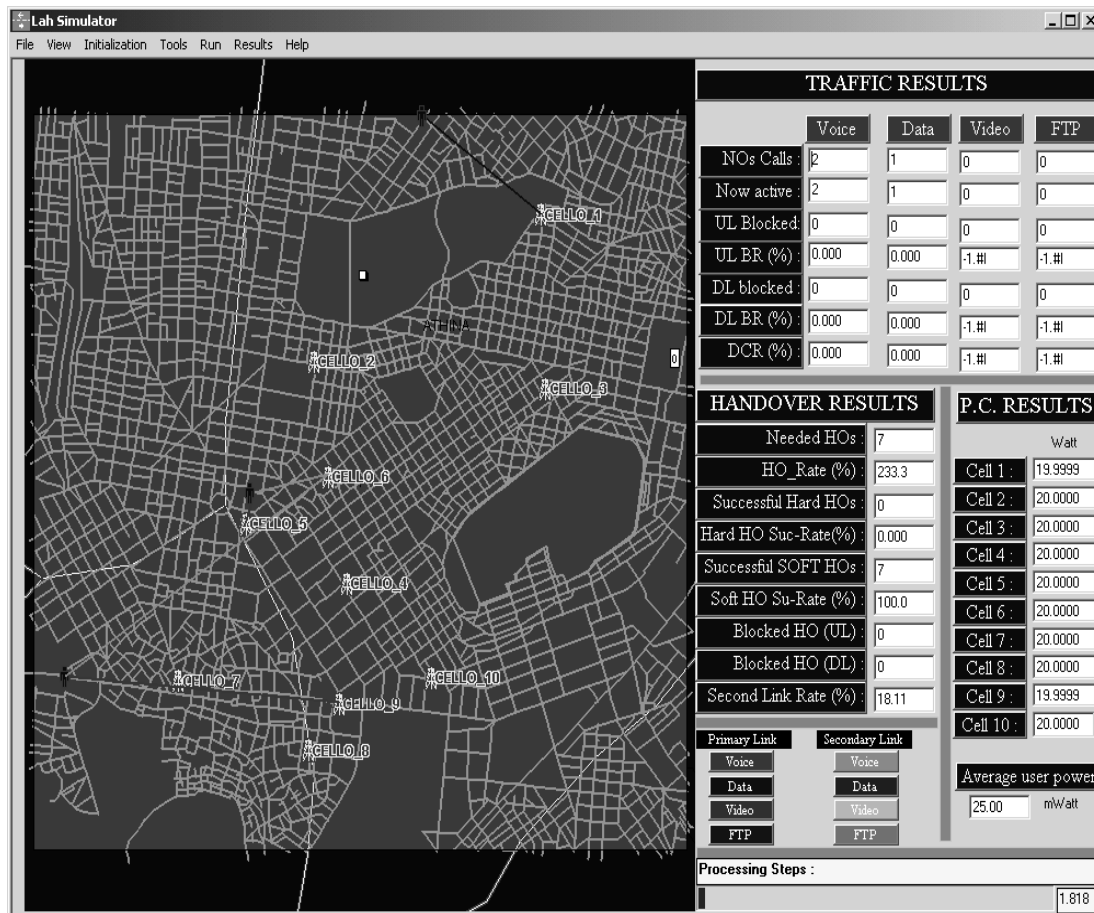 Lah Simulator
File View Initialization Tools Run Results Help
TRAFFIC RESULTS
Voice Data Video FTP
NOs Calls : 2 1 0 0
Now active : 2 1 0 0
UL Blocked: 0 0 0 0
UL BR (%) : 0.000 0.000 -1.#I -1.#I
DL blocked : 0 0 0 0
DL BR (%) : 0.000 0.000 -1.#I -1.#I
DCR (%) : 0.000 0.000 -1.#I -1.#I
CELLO_1
ATHINA
0
CELLO_2
CELLO_3
CELLO_6
CELLO_5
CELLO_4
CELLO_7
CELLO_10
CELLO_9
CELLO_8
HANDOVER RESULTS
Needed HOs : 7
HO_Rate (%) : 233.3
Successful Hard HOs : 0
Hard HO Suc-Rate(%) : 0.000
Successful SOFT HOs : 7
Soft HO Su-Rate (%) : 100.0
Blocked HO (UL) : 0
Blocked HO (DL) : 0
Second Link Rate (%) : 18.11
P.C. RESULTS
Watt
Cell 1 : 19.9999
Cell 2 : 20.0000
Cell 3 : 20.0000
Cell 4 : 20.0000
Cell 5 : 20.0000
Cell 6 : 20.0000
Cell 7 : 20.0000
Cell 8 : 20.0000
Cell 9 : 19.9999
Cell 10 : 20.0000
Primary Link Secondary Link
Voice Voice
Data Data
Video Video
FTP FTP
Average user power
25.00 mWatt
Processing Steps :
1.818